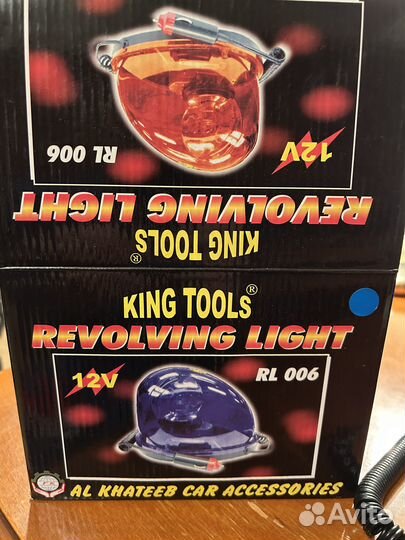 RL 006
12V
REVOLVING LIGHT
KING TOOLS®
KING TOOLS®
REVOLVING LIGHT
12V
RL 006
AL KHATEEB CAR ACCESSORIES
Avito